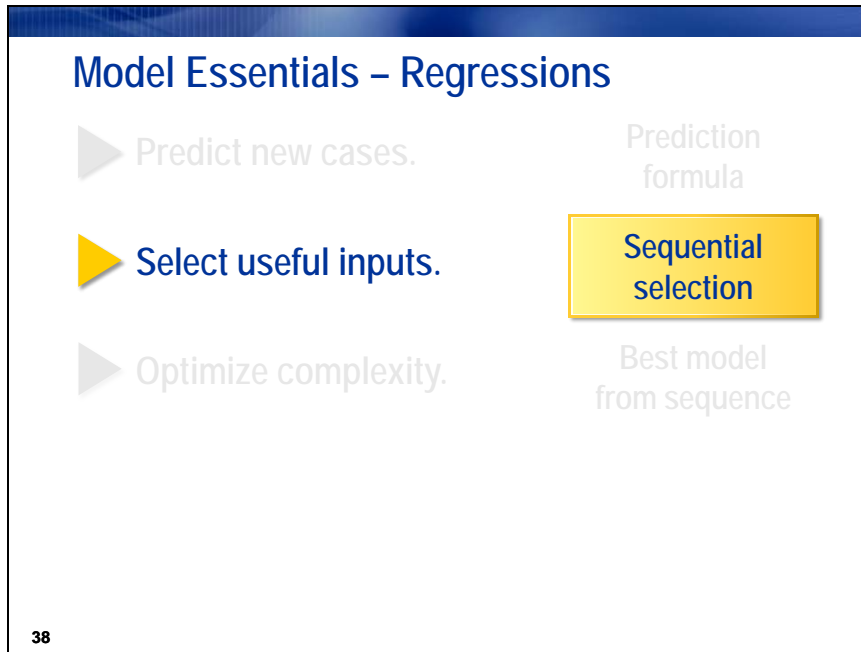 Model Essentials – Regressions
Predict new cases.
Prediction
formula
Select useful inputs.
Sequential
selection
Optimize complexity.
Best model
from sequence
38